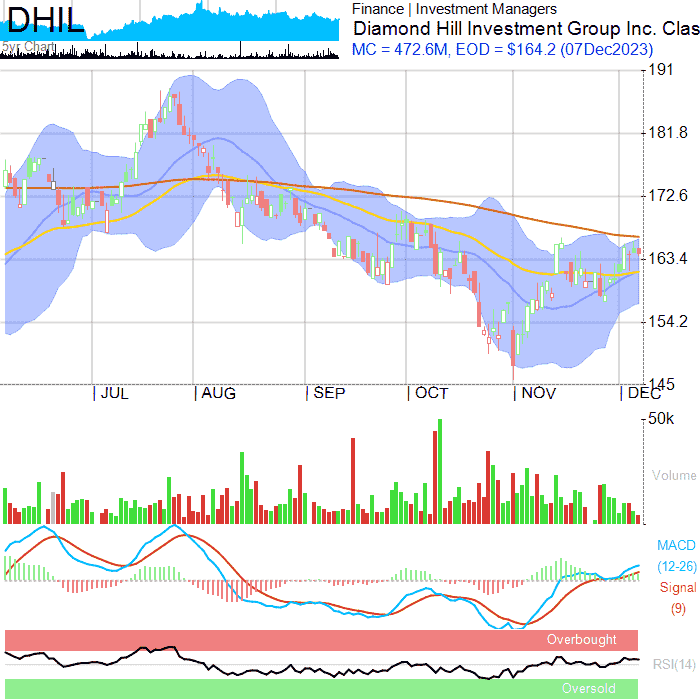 DHIL
5yr Chart
Finance | Investment Managers
Diamond Hill Investment Group Inc. Clas
MC = 472.6M, EOD = $164.2 (07Dec2023)
191
181.8
172.6
163.4
154.2
145
JUL AUG SEP OCT NOV DEC
50k
Volume
MACD
(12-26)
Signal
(9)
Overbought
RSI(14)
Oversold